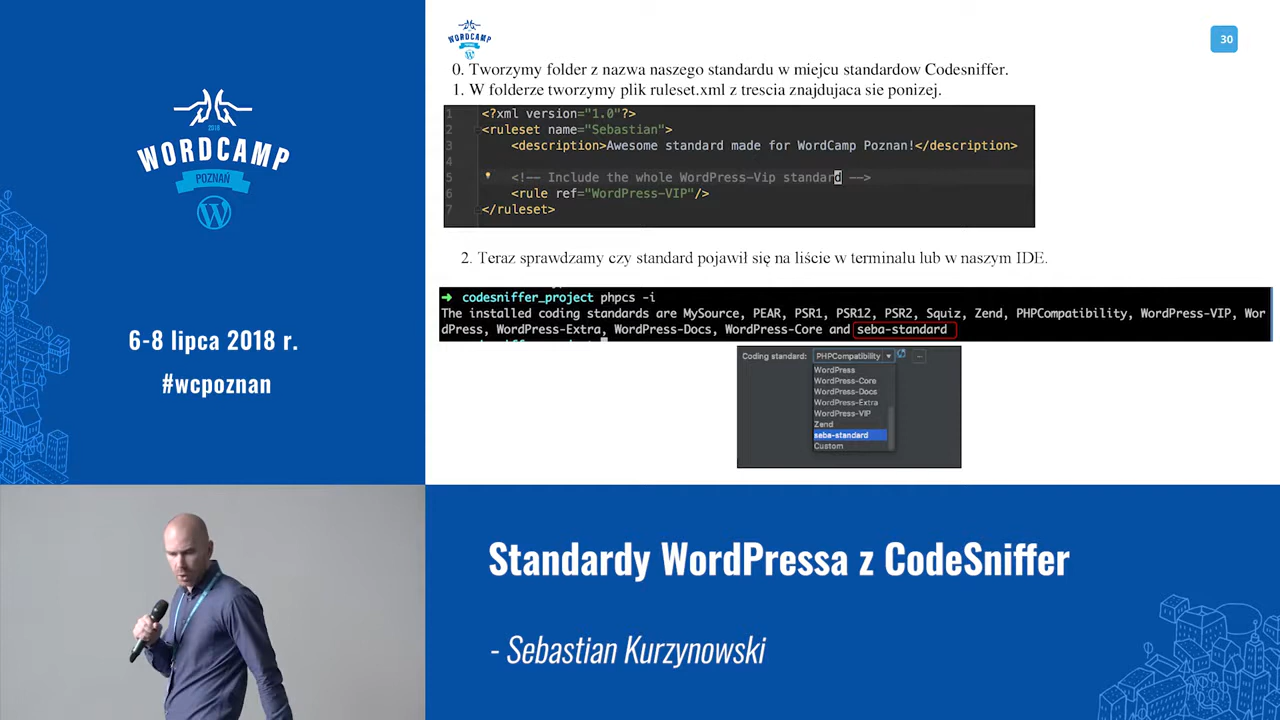 2018
WORDCAMP
POZNAŃ
6-8 lipca 2018 r.
#wcpoznan
WORDCAMP
30
0. Tworzymy folder z nazwa naszego standardu w miejcu standardow Codesniffer.
1. W folderze tworzymy plik ruleset.xml z trescia znajdujaca sie ponizej.
1 <?xml version="1.0"?>
2 <ruleset name="Sebastian">
3 <description>Awesome standard made for WordCamp Poznan!</description>
4
5 <!-- Include the whole WordPress-Vip standard -->
6 <rule ref="WordPress-VIP"/>
7 </ruleset>
2. Teraz sprawdzamy czy standard pojawił się na liście w terminalu lub w naszym IDE.
➜ codesniffer_project phpcs -i
The installed coding standards are MySource, PEAR, PSR1, PSR12, PSR2, Squiz, Zend, PHPCompatibility, WordPress-VIP, Wor
dPress, WordPress-Extra, WordPress-Docs, WordPress-Core and seba-standard
Coding standard: PHPCompatibility ...
WordPress
WordPress-Core
WordPress-Docs
WordPress-Extra
WordPress-VIP
Zend
seba-standard
Custom
Standardy WordPressa z CodeSniffer
- Sebastian Kurzynowski